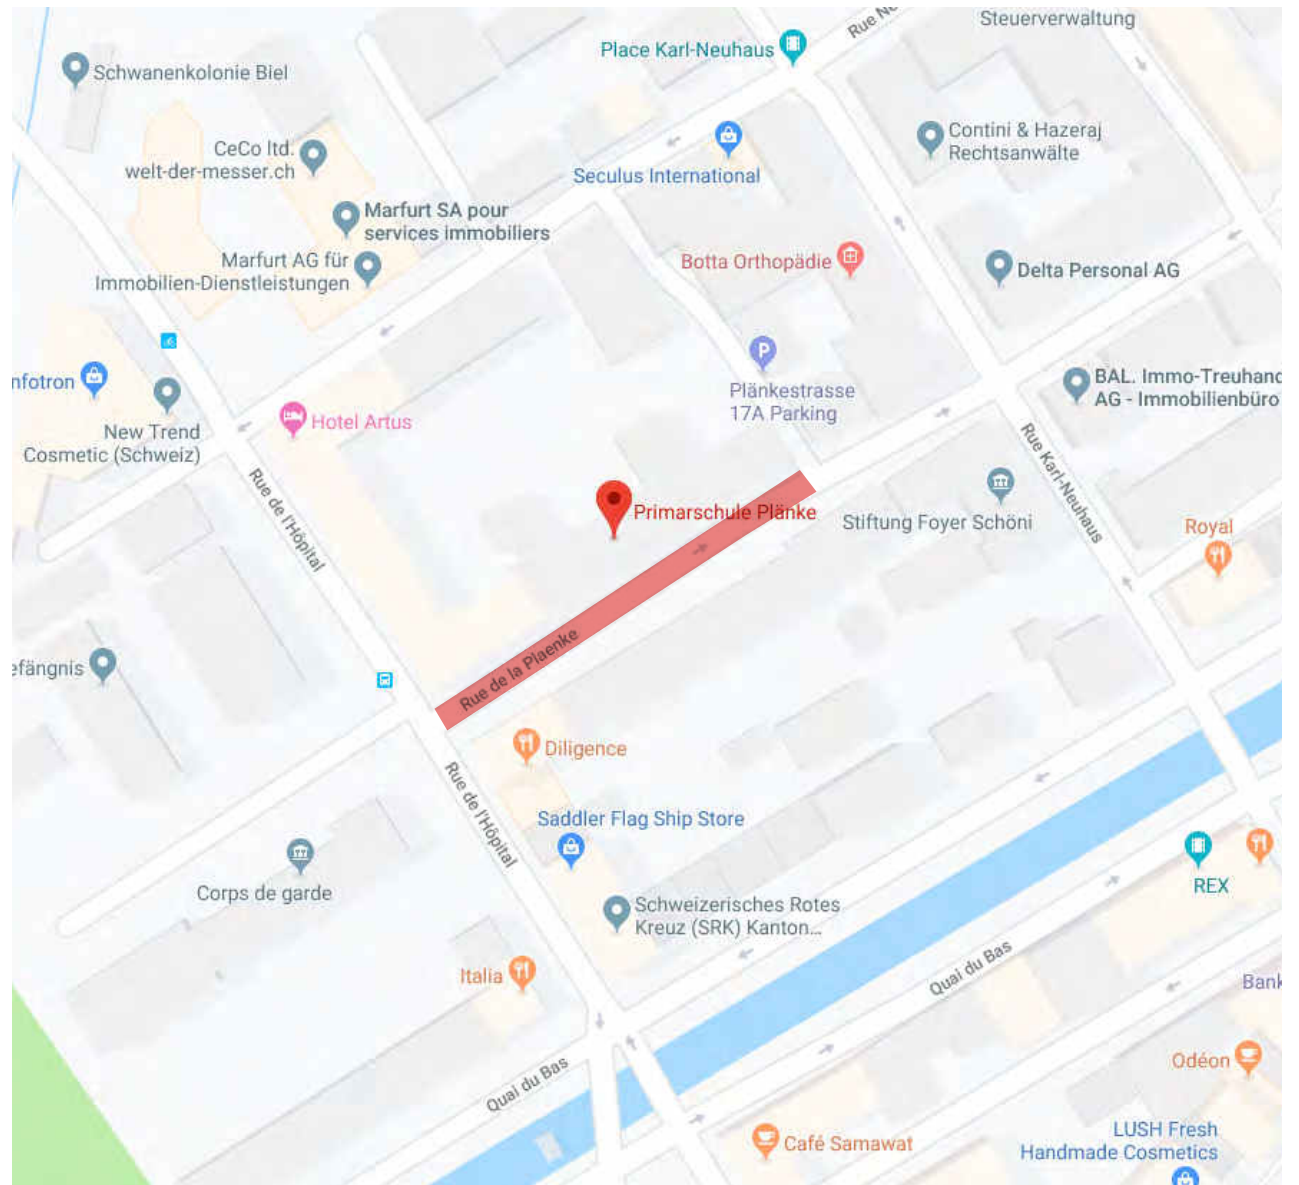 Steuerverwaltung
Rue Ne
Place Karl-Neuhaus
Schwanenkolonie Biel
Contini & Hazeraj
Rechtsanwälte
CeCo ltd.
welt-der-messer.ch
Seculus International
Marfurt SA pour
services immobiliers
Marfurt AG für
Immobilien-Dienstleistungen
Botta Orthopädie
Delta Personal AG
P
Plänkestrasse
17A Parking
BAL. Immo-Treuhand
AG - Immobilienbüro
nfotron
Hotel Artus
New Trend
Cosmetic (Schweiz)
Rue de l'Hôpital
Primarschule Plänke
Stiftung Foyer Schöni
Rue Karl-Neuhaus
Royal
Rue de la Plaenke
efängnis
Diligence
Rue de l'Hôpital
Saddler Flag Ship Store
Corps de garde
REX
Schweizerisches Rotes
Kreuz (SRK) Kanton...
Italia
Quai du Bas
Bank
Quai du Bas
Odéon
Café Samawat
LUSH Fresh
Handmade Cosmetics